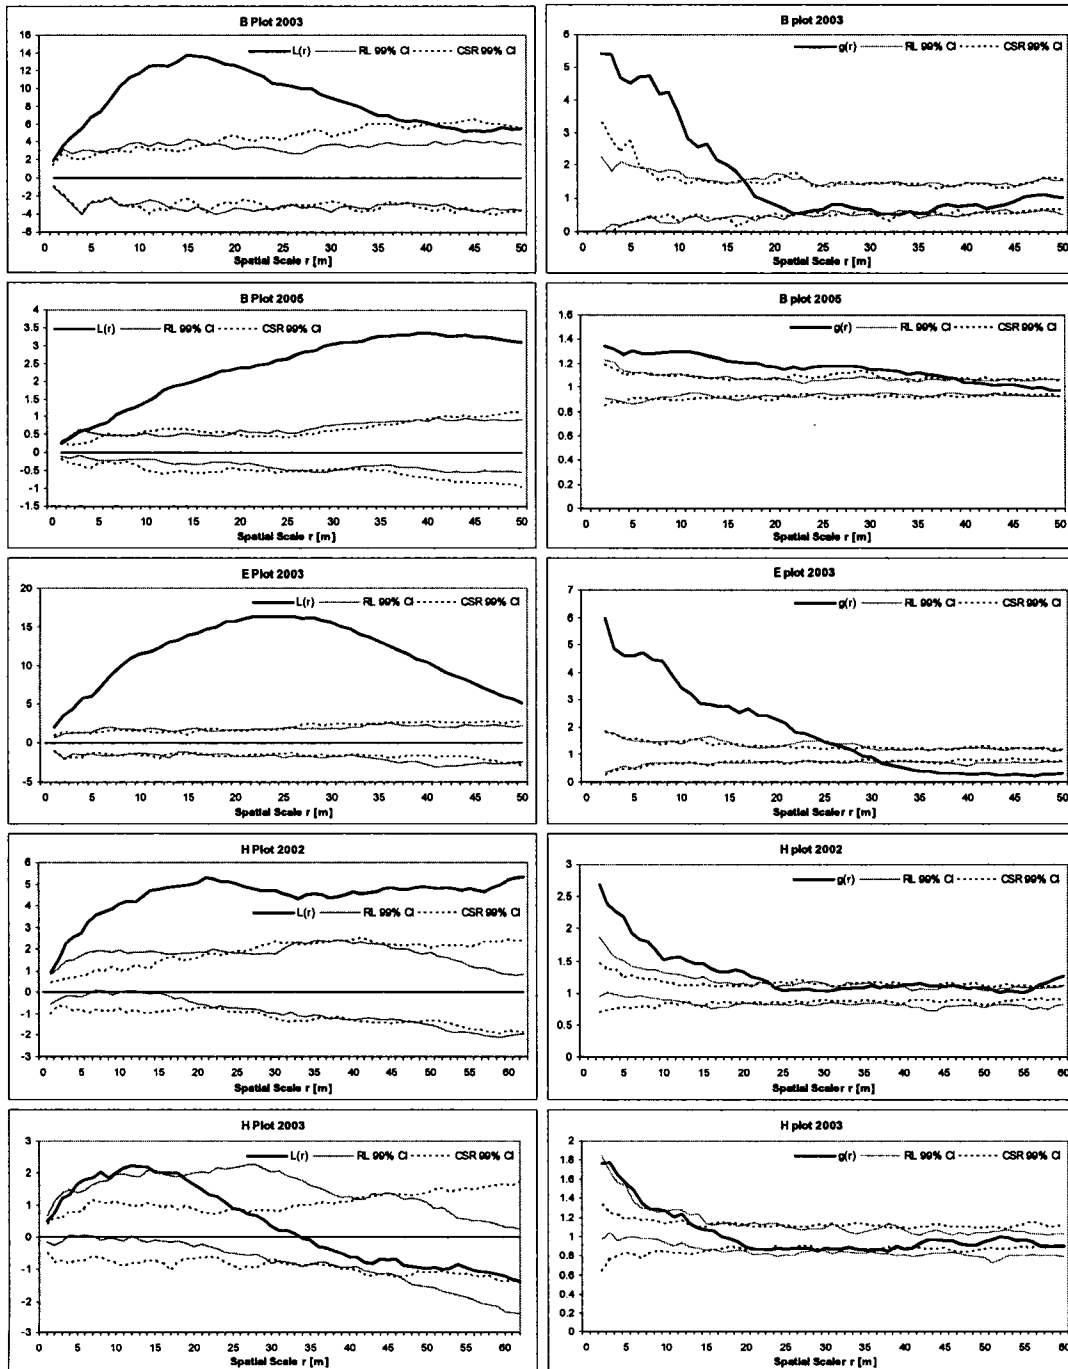 B Plot 2003
L(r) RL 99% CI CSR 99% CI
16
14
12
10
8
6
4
2
0
-2
-4
-6
0 5 10 15 20 25 30 35 40 45 50
Spatial Scale r [m]
B plot 2003
g(r) RL 99% CI CSR 99% CI
6
5
4
3
2
1
0
0 5 10 15 20 25 30 35 40 45 50
Spatial Scale r [m]
B Plot 2005
L(r) RL 99% CI CSR 99% CI
4
3.5
3
2.5
2
1.5
1
0.5
0
-0.5
-1
-1.5
0 5 10 15 20 25 30 35 40 45 50
Spatial Scale r [m]
B plot 2005
g(r) RL 99% CI CSR 99% CI
1.6
1.4
1.2
1
0.8
0.6
0.4
0.2
0
0 5 10 15 20 25 30 35 40 45 50
Spatial Scale r [m]
E Plot 2003
L(r) RL 99% CI CSR 99% CI
20
15
10
5
0
-5
0 5 10 15 20 25 30 35 40 45 50
Spatial Scale r [m]
E plot 2003
g(r) RL 99% CI CSR 99% CI
7
6
5
4
3
2
1
0
0 5 10 15 20 25 30 35 40 45 50
Spatial Scale r [m]
H Plot 2002
L(r) RL 99% CI CSR 99% CI
6
5
4
3
2
1
0
-1
-2
-3
0 5 10 15 20 25 30 35 40 45 50 55 60
Spatial Scale r [m]
H plot 2002
g(r) RL 99% CI CSR 99% CI
3
2.5
2
1.5
1
0.5
0
0 5 10 15 20 25 30 35 40 45 50 55 60
Spatial Scale r [m]
H Plot 2003
L(r) RL 99% CI CSR 99% CI
3
2
1
0
-1
-2
-3
0 5 10 15 20 25 30 35 40 45 50 55 60
Spatial Scale r [m]
H plot 2003
g(r) RL 99% CI CSR 99% CI
2
1.8
1.6
1.4
1.2
1
0.8
0.6
0.4
0.2
0
0 5 10 15 20 25 30 35 40 45 50 55 60
Spatial Scale r [m]